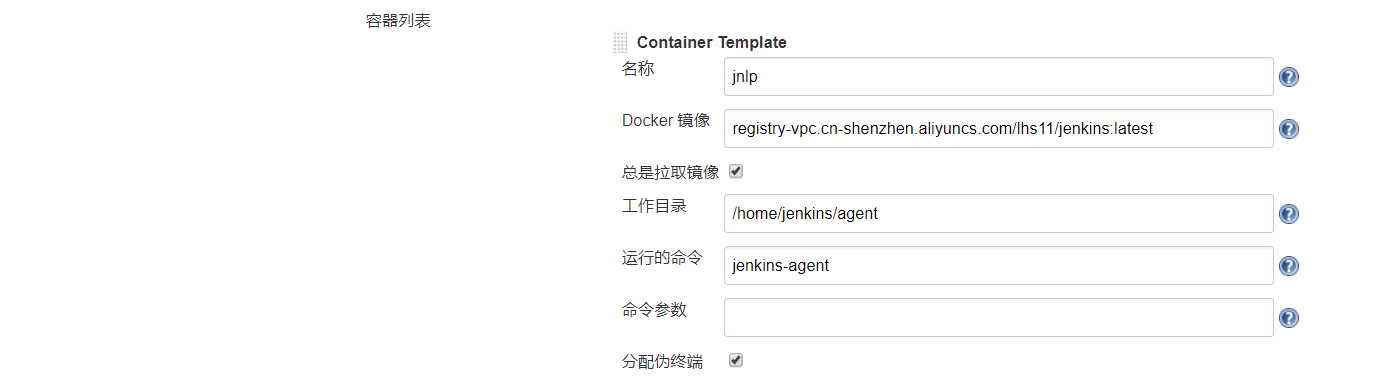 容器列表
Container Template
名称
jnlp
Docker 镜像
registry-vpc.cn-shenzhen.aliyuncs.com/lhs11/jenkins:latest
总是拉取镜像
工作目录
/home/jenkins/agent
运行的命令
jenkins-agent
命令参数
分配伪终端